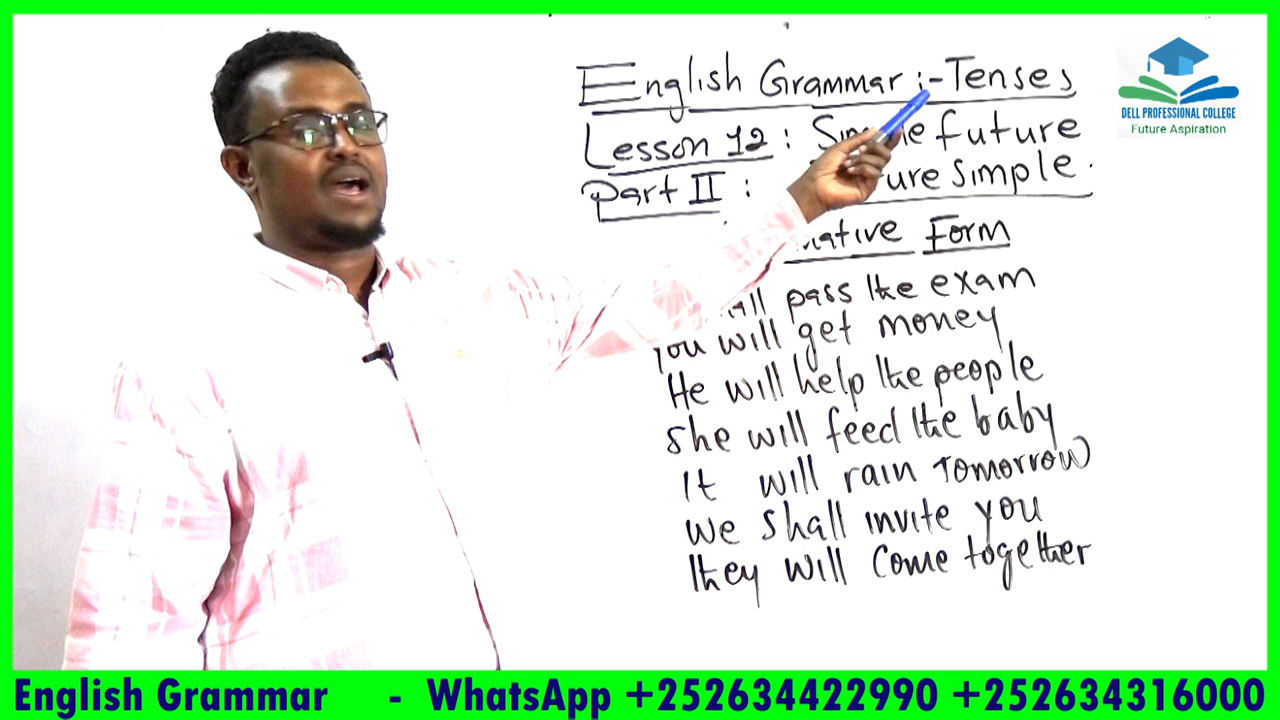 English Grammar :- Tenses
Lesson 12 : Future
Part II : Simple.
Form
pass the exam
you will get money
He will help the people
She will feed the baby
It will rain Tomorrow
We shall invite you
they will come together
DELL PROFESSIONAL COLLEGE
Future Aspiration
English Grammar - WhatsApp +252634422990 +252634316000